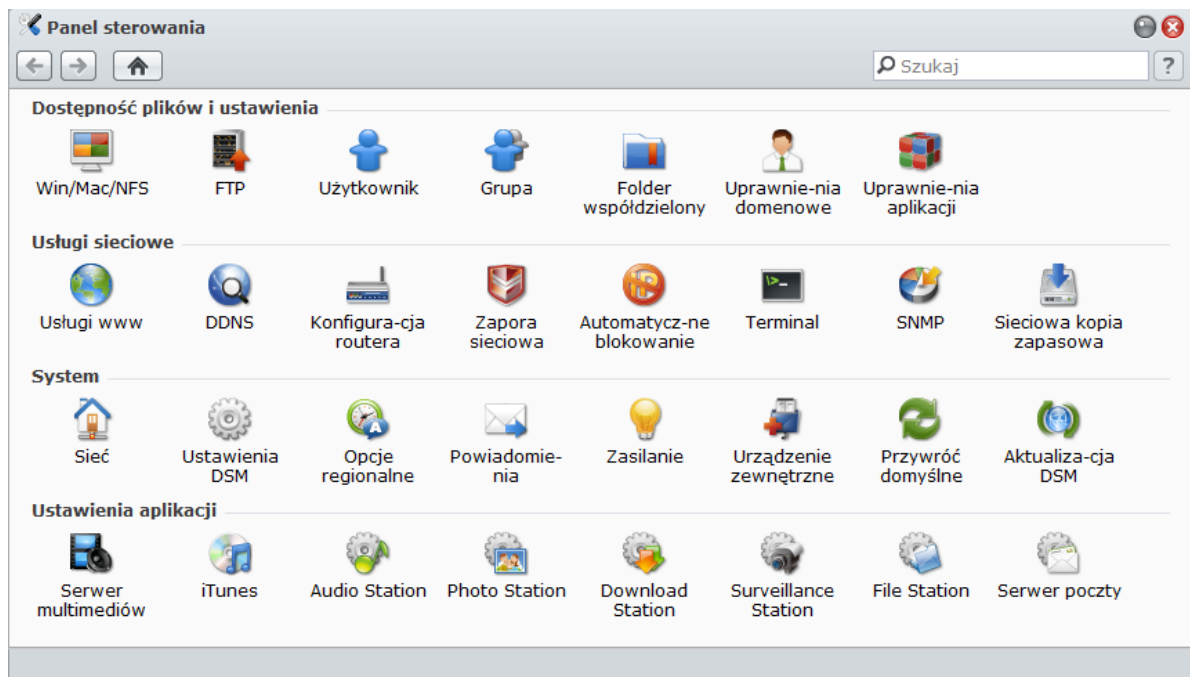 Panel sterowania
Szukaj
?
Dostępność plików i ustawienia
Win/Mac/NFS
FTP
Użytkownik
Grupa
Folder
współdzielony
Uprawnie-nia
domenowe
Uprawnie-nia
aplikacji
Usługi sieciowe
Usługi www
DDNS
Konfigura-cja
routera
Zapora
sieciowa
Automatycz-ne
blokowanie
Terminal
SNMP
Sieciowa kopia
zapasowa
System
Sieć
Ustawienia
DSM
Opcje
regionalne
Powiadomie-
nia
Zasilanie
Urządzenie
zewnętrzne
Przywróć
domyślne
Aktualiza-cja
DSM
Ustawienia aplikacji
Serwer
multimediów
iTunes
Audio Station
Photo Station
Download
Station
Surveillance
Station
File Station
Serwer poczty